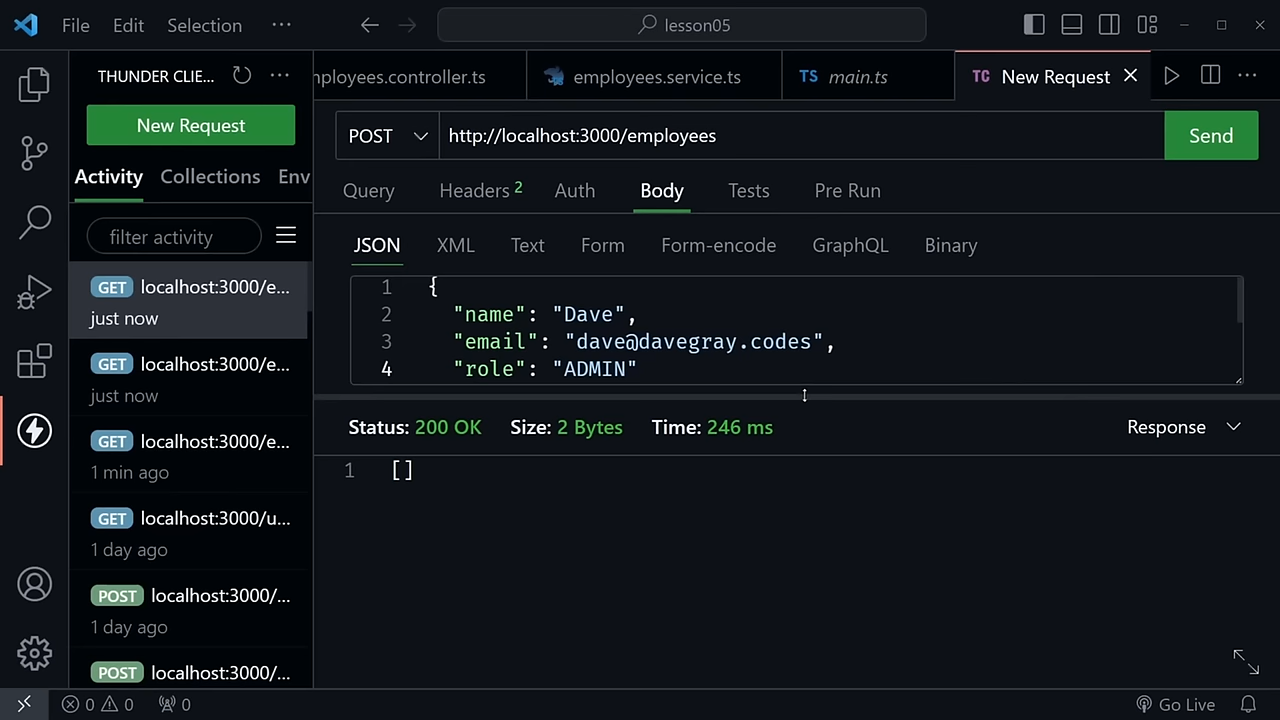 File Edit Selection ···
lesson05
THUNDER CLIE... ···
New Request
Activity Collections Env
filter activity
GET localhost:3000/e...
just now
GET localhost:3000/e...
just now
GET localhost:3000/e...
1 min ago
GET localhost:3000/u...
1 day ago
POST localhost:3000/...
1 day ago
POST localhost:3000/...
nployees.controller.ts employees.service.ts TS main.ts TC New Request ···
POST http://localhost:3000/employees Send
Query Headers 2 Auth Body Tests Pre Run
JSON XML Text Form Form-encode GraphQL Binary
1 {
2 "name": "Dave",
3 "email": "dave@davegray.codes",
4 "role": "ADMIN"
Status: 200 OK Size: 2 Bytes Time: 246 ms Response
1 []
0 0 0 Go Live